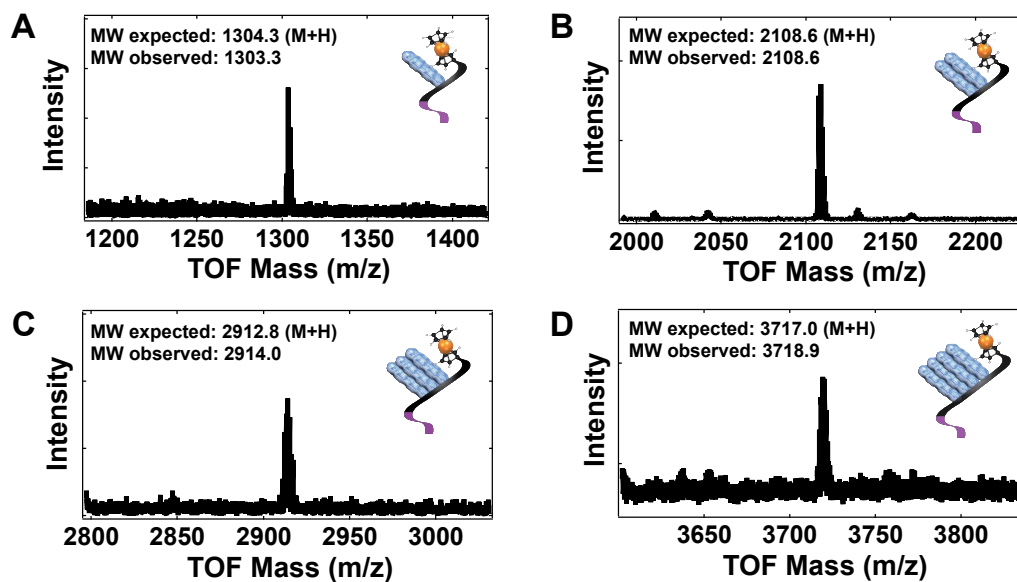 A
MW expected: 1304.3 (M+H)
MW observed: 1303.3
Intensity
1200 1250 1300 1350 1400
TOF Mass (m/z)
B
MW expected: 2108.6 (M+H)
MW observed: 2108.6
Intensity
2000 2050 2100 2150 2200
TOF Mass (m/z)
C
MW expected: 2912.8 (M+H)
MW observed: 2914.0
Intensity
2800 2850 2900 2950 3000
TOF Mass (m/z)
D
MW expected: 3717.0 (M+H)
MW observed: 3718.9
Intensity
3650 3700 3750 3800
TOF Mass (m/z)